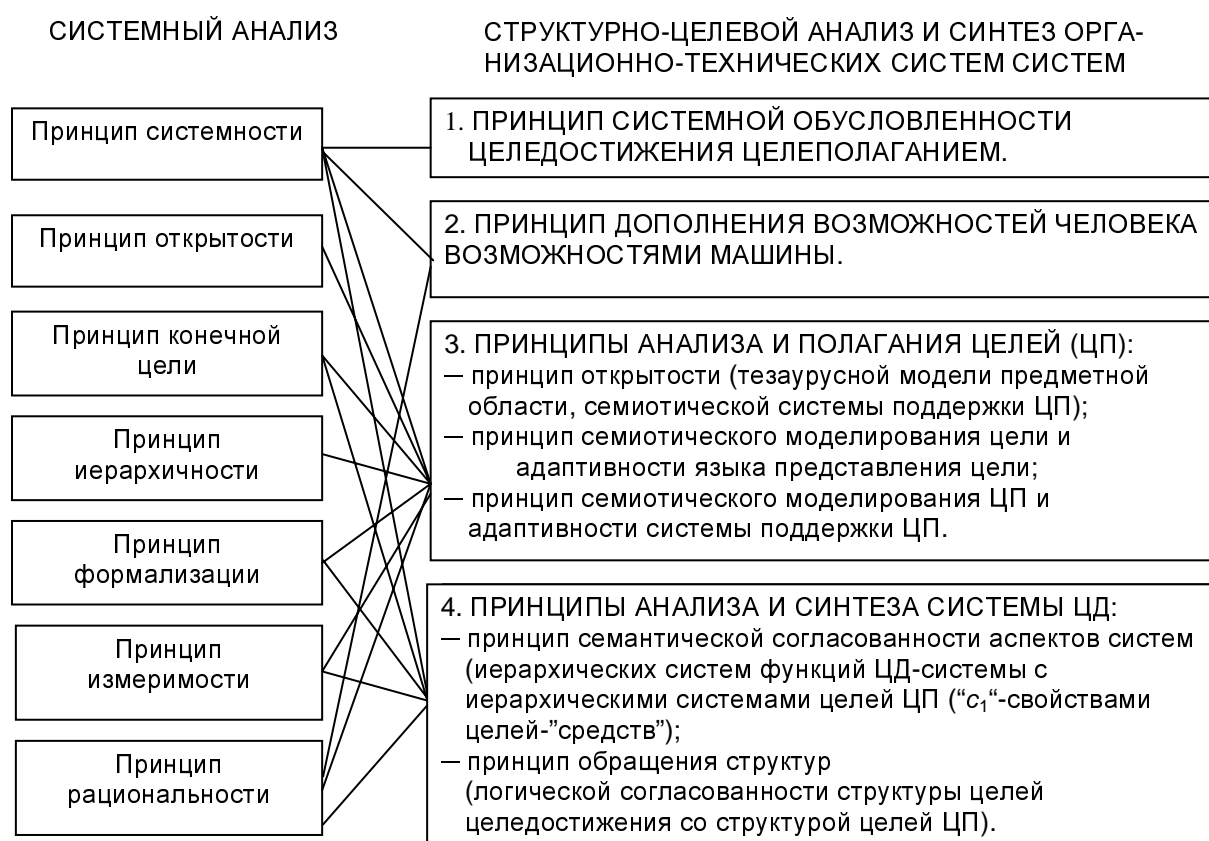 СИСТЕМНЫЙ АНАЛИЗ
СТРУКТУРНО-ЦЕЛЕВОЙ АНАЛИЗ И СИНТЕЗ ОРГА-
НИЗАЦИОННО-ТЕХНИЧЕСКИХ СИСТЕМ СИСТЕМ
Принцип системности
Принцип открытости
Принцип конечной
цели
Принцип
иерархичности
Принцип
формализации
Принцип
измеримости
Принцип
рациональности
1. ПРИНЦИП СИСТЕМНОЙ ОБУСЛОВЛЕННОСТИ
ЦЕЛЕДОСТИЖЕНИЯ ЦЕЛЕПОЛАГАНИЕМ.
2. ПРИНЦИП ДОПОЛНЕНИЯ ВОЗМОЖНОСТЕЙ ЧЕЛОВЕКА
ВОЗМОЖНОСТЯМИ МАШИНЫ.
3. ПРИНЦИПЫ АНАЛИЗА И ПОЛАГАНИЯ ЦЕЛЕЙ (ЦП):
— принцип открытости (тезаурусной модели предметной
области, семиотической системы поддержки ЦП);
— принцип семиотического моделирования цели и
адаптивности языка представления цели;
— принцип семиотического моделирования ЦП и
адаптивности системы поддержки ЦП.
4. ПРИНЦИПЫ АНАЛИЗА И СИНТЕЗА СИСТЕМЫ ЦД:
— принцип семантической согласованности аспектов систем
(иерархических систем функций ЦД-системы с
иерархическими системами целей ЦП (“c₁“-свойствами
целей-”средств”);
— принцип обращения структур
(логической согласованности структуры целей
целедостижения со структурой целей ЦП).